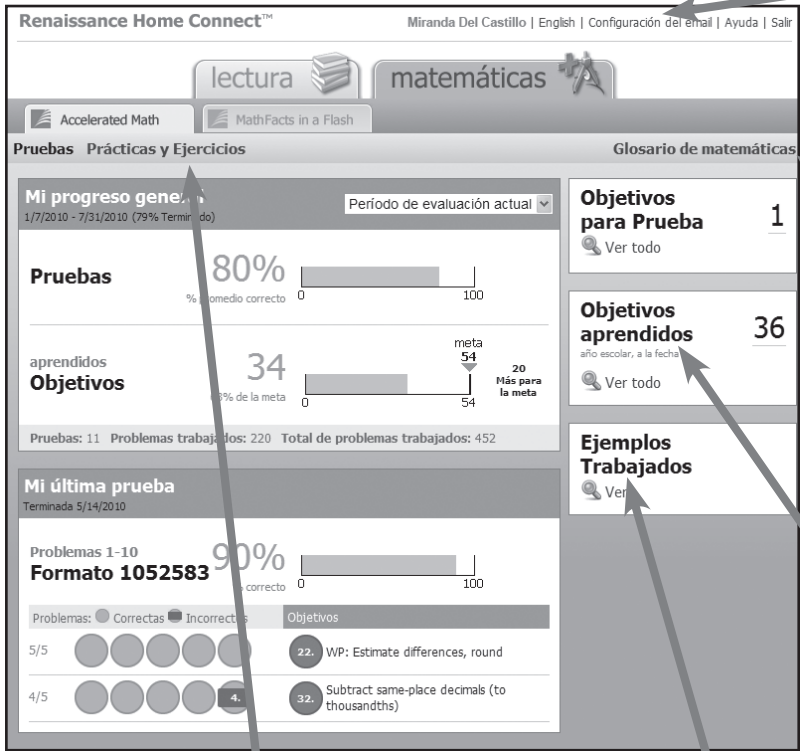 Renaissance Home Connect™
Miranda Del Castillo | English | Configuración del email | Ayuda | Salir
lectura
matemáticas
Accelerated Math
MathFacts in a Flash
Pruebas Prácticas y Ejercicios
Glosario de matemáticas
Mi progreso general
1/7/2010 - 7/31/2010 (79% Terminado)
Período de evaluación actual
Pruebas
80%
% promedio correcto
0 100
aprendidos
Objetivos
34
% de la meta
meta
54
0 54
20
Más para
la meta
Pruebas: 11 Problemas trabajados: 220 Total de problemas trabajados: 452
Mi última prueba
Terminada 5/14/2010
Problemas 1-10
Formato 1052583
90%
correcto
0 100
Problemas: Correctas Incorrectas
Objetivos
5/5
22. WP: Estimate differences, round
4/5
4.
32. Subtract same-place decimals (to
thousandths)
Objetivos
para Prueba
1
Ver todo
Objetivos
aprendidos
36
año escolar, a la fecha
Ver todo
Ejemplos
Trabajados
Ver